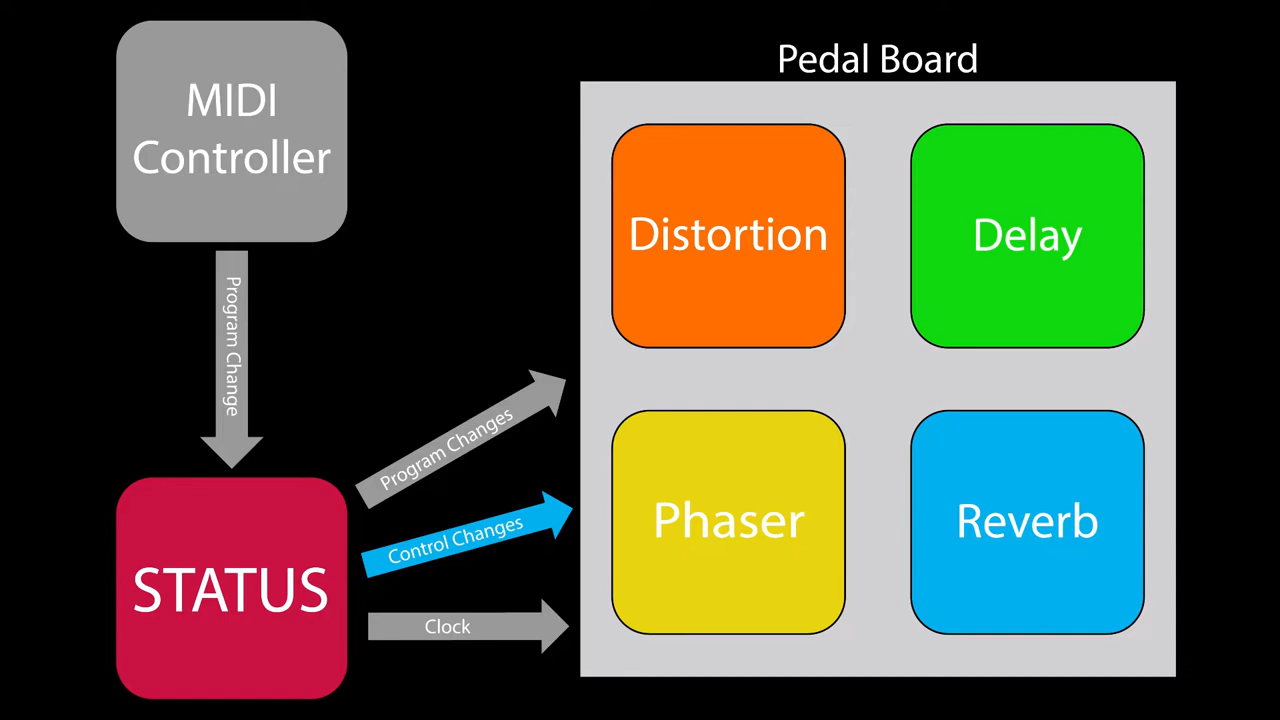 MIDI
Controller
Program Change
STATUS
Program Changes
Control Changes
Clock
Pedal Board
Distortion
Delay
Phaser
Reverb